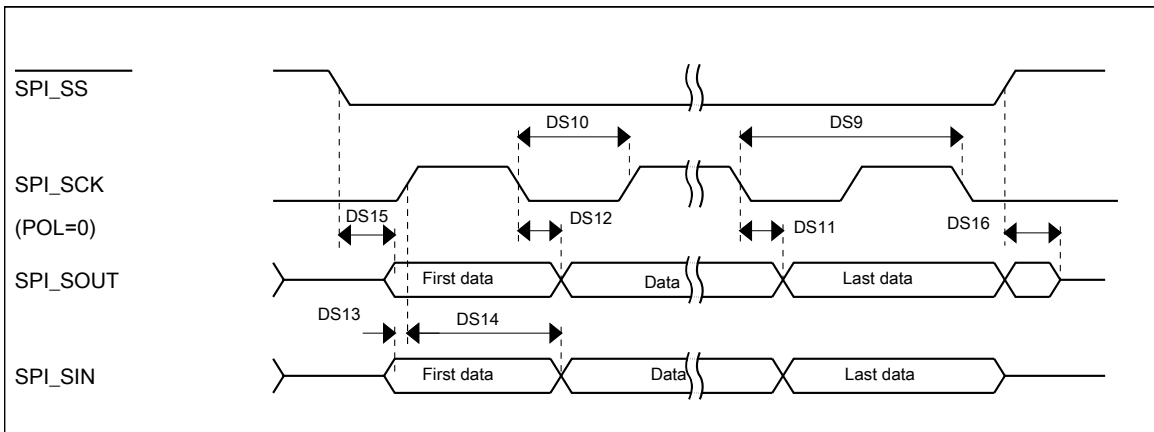 SPI_SS
DS10
DS9
SPI_SCK
(POL=0)
DS15
DS12
DS11
DS16
SPI_SOUT
First data
Data
Last data
DS13
DS14
SPI_SIN
First data
Data
Last data